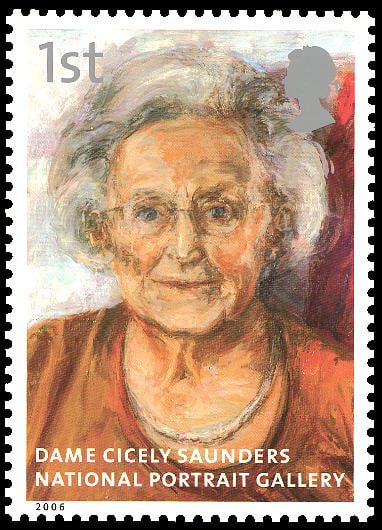 1st
DAME CICELY SAUNDERS
NATIONAL PORTRAIT GALLERY
2006